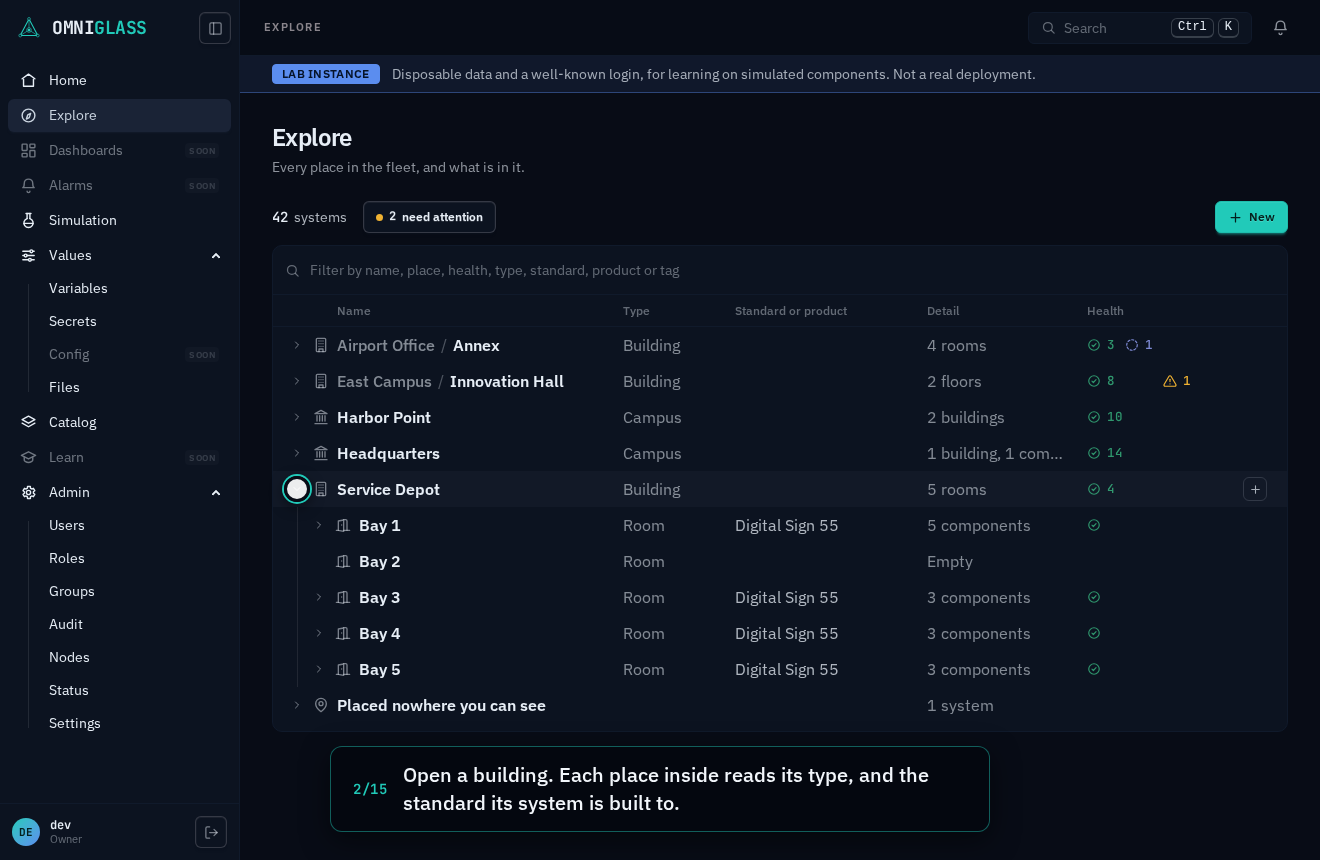 OMNIGLASS
EXPLORE
Search Ctrl K
LAB INSTANCE Disposable data and a well-known login, for learning on simulated components. Not a real deployment.
Home
Explore
Dashboards SOON
Alarms SOON
Simulation
Values
Variables
Secrets
Config SOON
Files
Catalog
Learn SOON
Admin
Users
Roles
Groups
Audit
Nodes
Status
Settings
DE dev
Owner
Explore
Every place in the fleet, and what is in it.
42 systems 2 need attention New
Filter by name, place, health, type, standard, product or tag
Name Type Standard or product Detail Health
Airport Office / Annex Building 4 rooms 3 1
East Campus / Innovation Hall Building 2 floors 8 1
Harbor Point Campus 2 buildings 10
Headquarters Campus 1 building, 1 com... 14
Service Depot Building 5 rooms 4
Bay 1 Room Digital Sign 55 5 components
Bay 2 Room Empty
Bay 3 Room Digital Sign 55 3 components
Bay 4 Room Digital Sign 55 3 components
Bay 5 Room Digital Sign 55 3 components
Placed nowhere you can see 1 system
2/15 Open a building. Each place inside reads its type, and the
standard its system is built to.